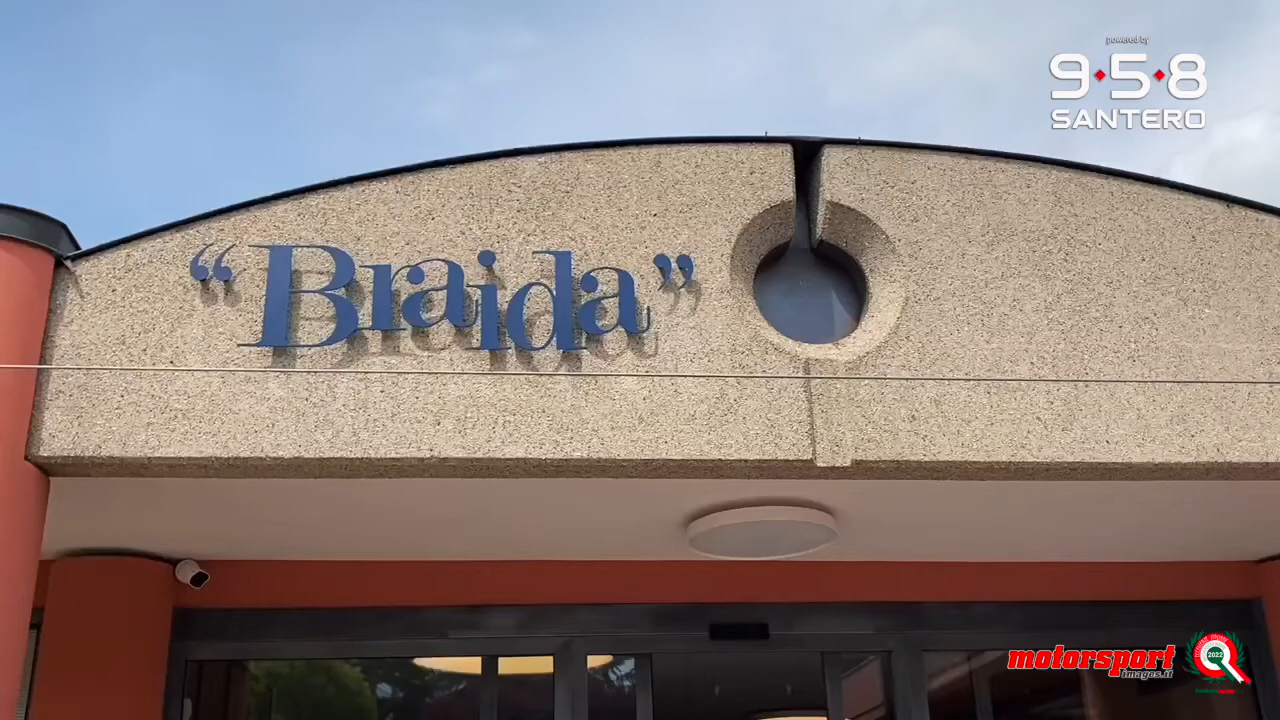 powered by
9·5·8
SANTERO
“Braida”
motorsport
images.it
2022